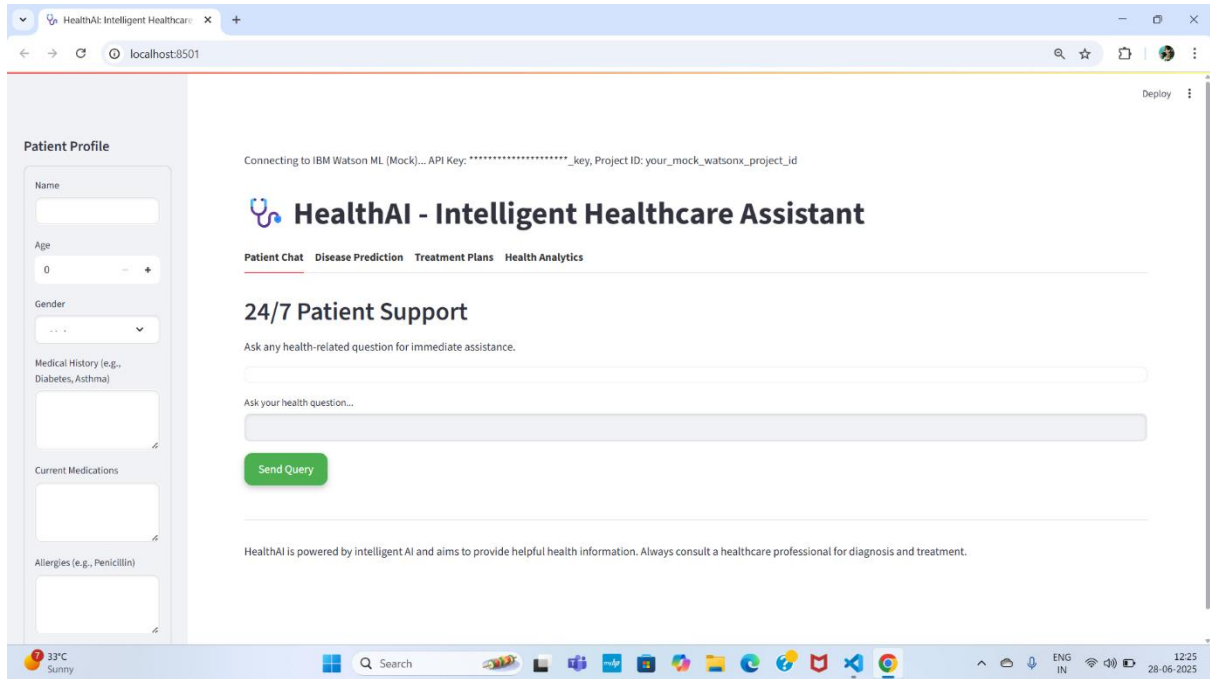 HealthAI: Intelligent Healthcare
localhost:8501
Deploy
Patient Profile
Name
Age
0
Gender
Medical History (e.g.,
Diabetes, Asthma)
Current Medications
Allergies (e.g., Penicillin)
Connecting to IBM Watson ML (Mock)... API Key: **********************_key, Project ID: your_mock_watsonx_project_id
HealthAI - Intelligent Healthcare Assistant
Patient Chat Disease Prediction Treatment Plans Health Analytics
24/7 Patient Support
Ask any health-related question for immediate assistance.
Ask your health question...
Send Query
HealthAI is powered by intelligent AI and aims to provide helpful health information. Always consult a healthcare professional for diagnosis and treatment.
7
33°C
Sunny
Search
ENG
IN
12:25
28-06-2025